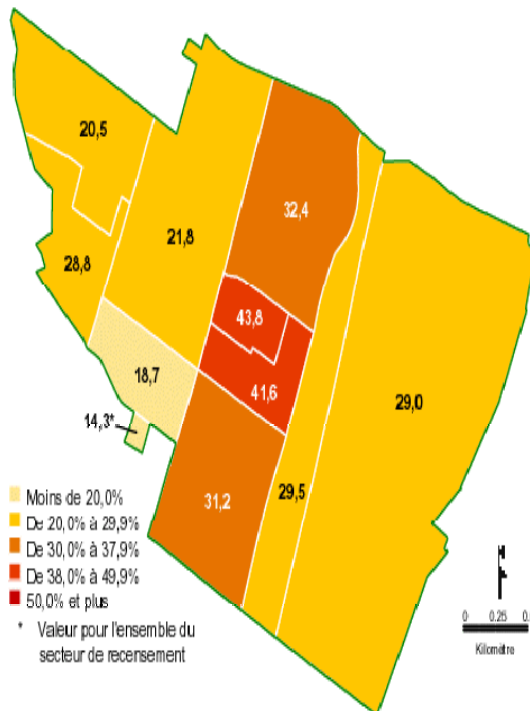 20,5
32,4
21,8
28,8
43,8
18,7
41,6
29,0
14,3*
29,5
31,2
Moins de 20,0%
De 20,0% à 29,9%
De 30,0% à 37,9%
De 38,0% à 49,9%
50,0% et plus
* Valeur pour l'ensemble du
secteur de recensement
0 0.25
Kilomètre